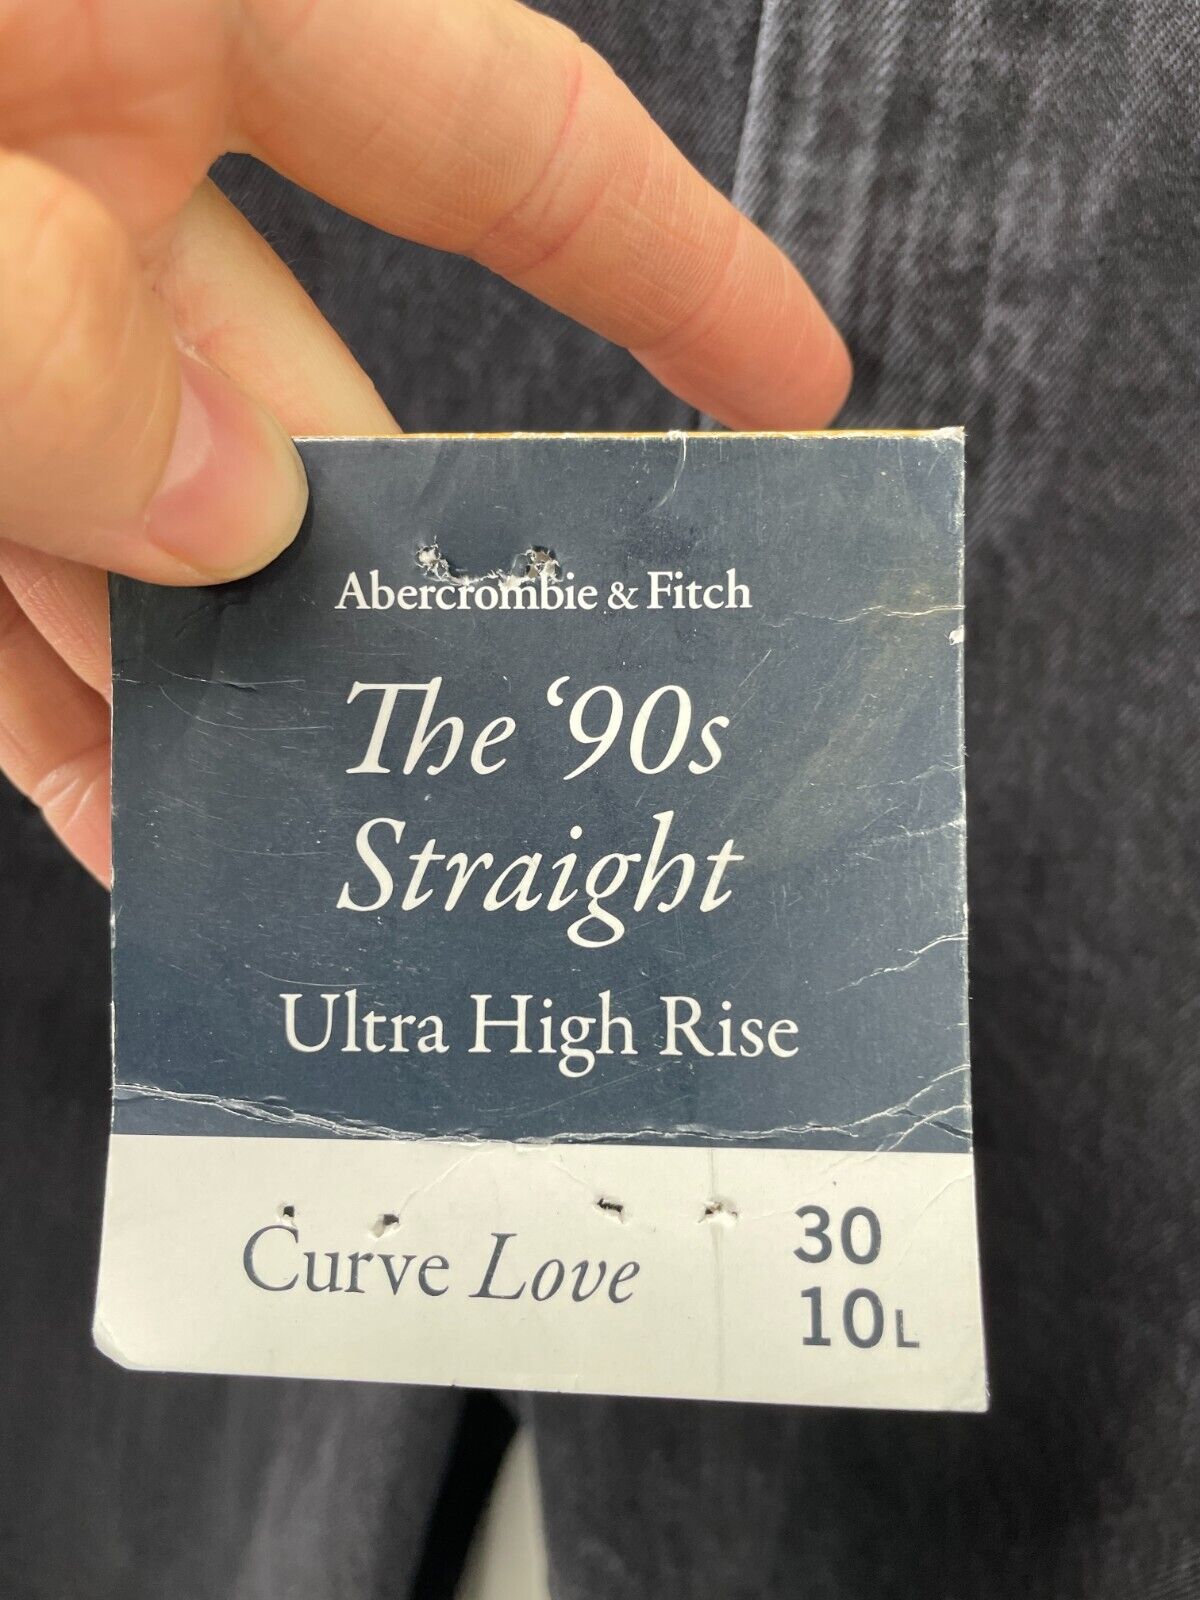 Abercrombie & Fitch
The ‘90s
Straight
Ultra High Rise
Curve Love
30
10L